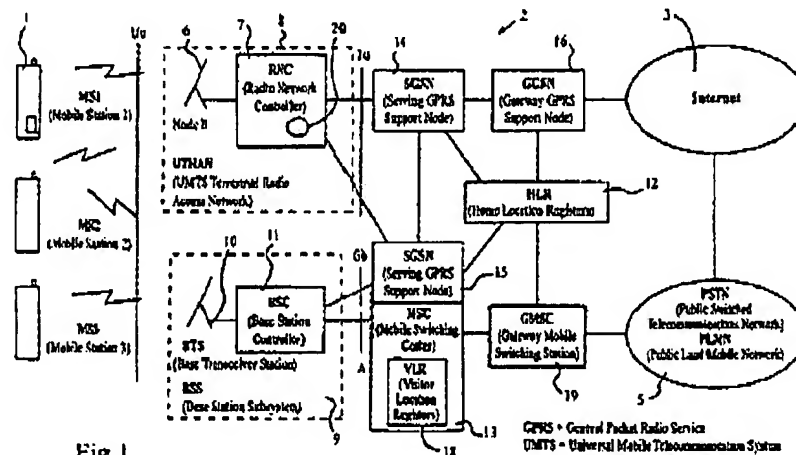 1
Uu
6
7
8
20
Iu
14
2
16
3
MS1
(Mobile Station 1)
RNC
(Radio Network
Controller)
Node B
UTRAN
(UMTS Terrestrial Radio
Access Network)
SGSN
(Serving GPRS
Support Node)
GGSN
(Gateway GPRS
Support Node)
Internet
HLR
(Home Location Register)
12
MS2
(Mobile Station 2)
10
11
Gb
SGSN
(Serving GPRS
Support Node)
15
BSC
(Base Station
Controller)
MSC
(Mobile Switching
Center)
GMSC
(Gateway Mobile
Switching Station)
PSTN
(Public Switched
Telecommunications Network)
PLMN
(Public Land Mobile Network)
MS3
(Mobile Station 3)
BTS
(Base Transceiver Station)
BSS
(Base Station Subsystem)
A
VLR
(Visitor
Location
Register)
9
18
13
19
5
Fig 1
GPRS = General Packet Radio Service
UMTS = Universal Mobile Telecommunication System